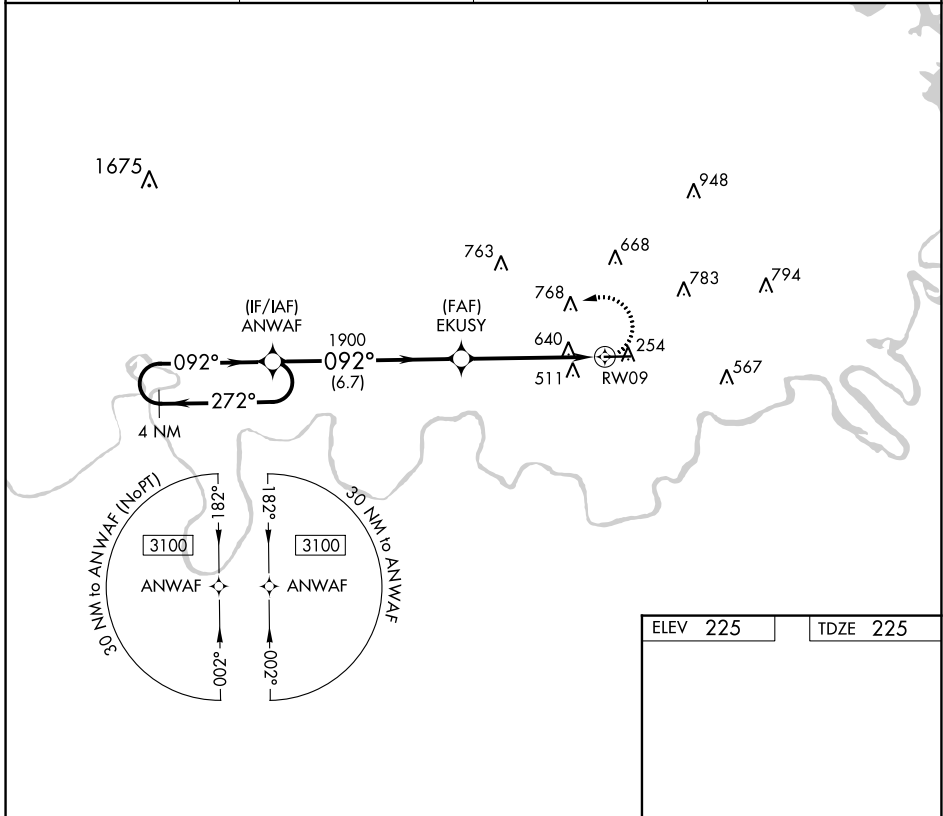 1675
948
763
668
783
794
768
(IF/IAF)
ANWAF
(FAF)
EKUSY
640
254
092°
1900
092°
(6.7)
511
RW09
567
272°
4 NM
30 NM to ANWAF (NoPT)
182°
182°
30 NM to ANWAF
3100
3100
ANWAF
ANWAF
002°
002°
ELEV 225
TDZE 225